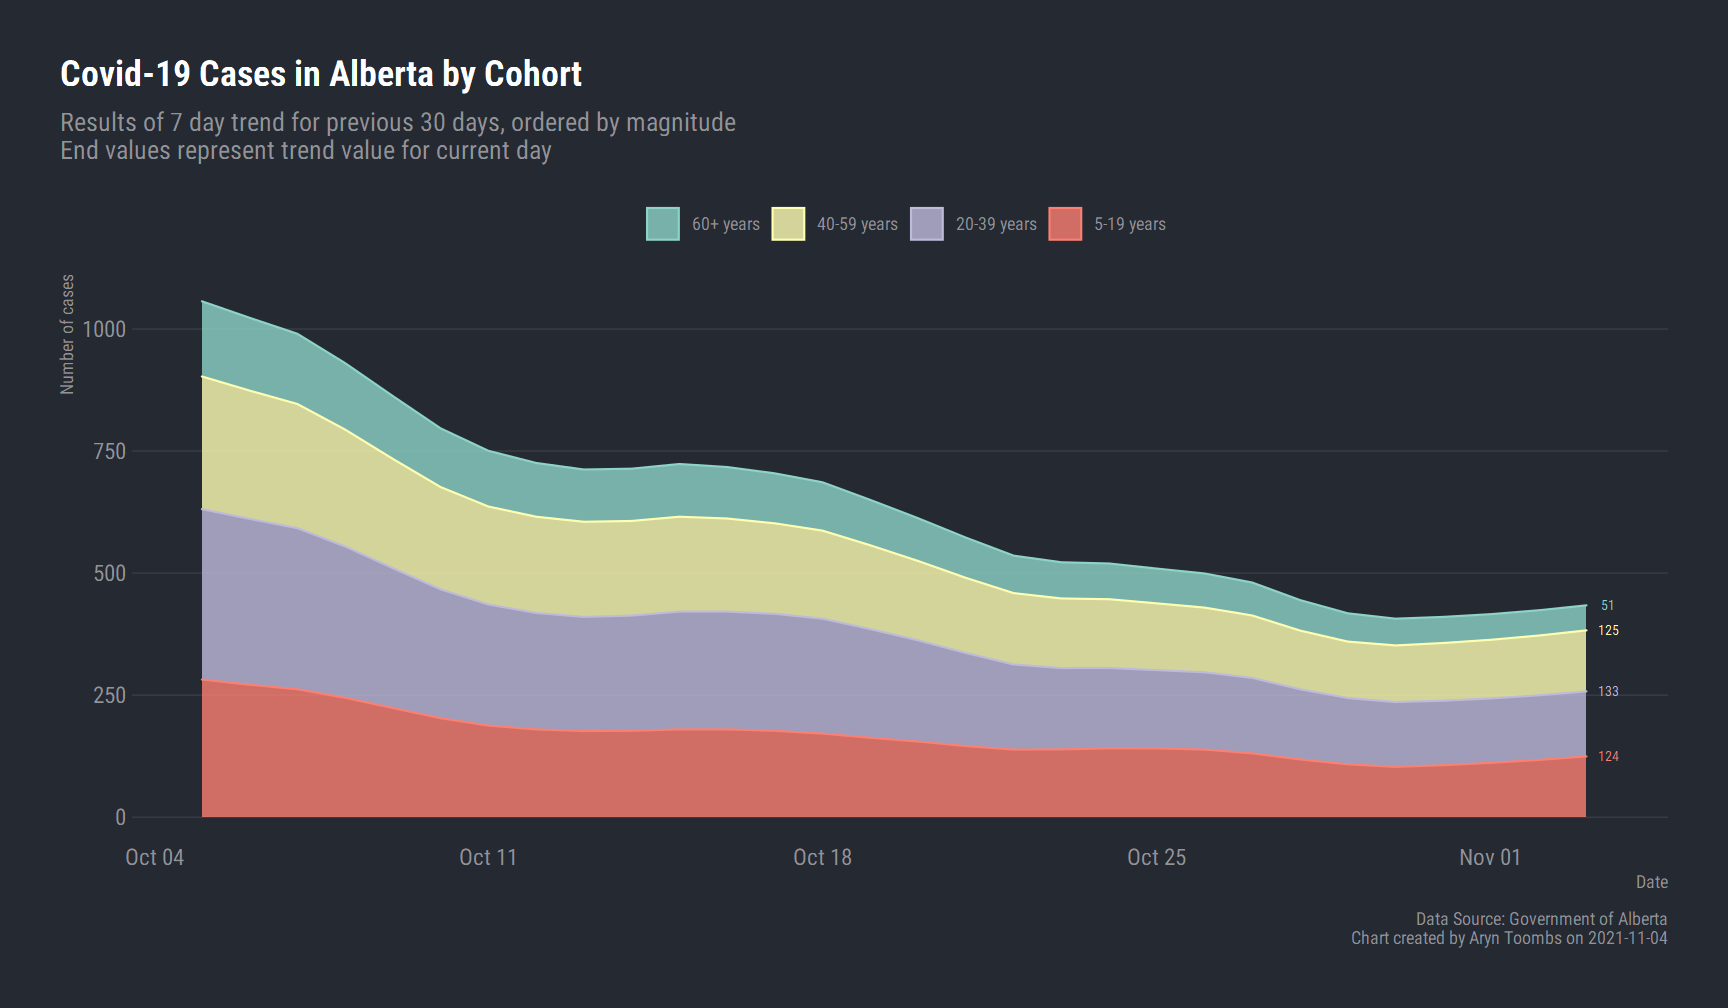 Covid-19 Cases in Alberta by Cohort
Results of 7 day trend for previous 30 days, ordered by magnitude
End values represent trend value for current day
60+ years
40-59 years
20-39 years
5-19 years
Number of cases
1000
750
500
250
0
51
125
133
124
Oct 04
Oct 11
Oct 18
Oct 25
Nov 01
Date
Data Source: Government of Alberta
Chart created by Aryn Toombs on 2021-11-04